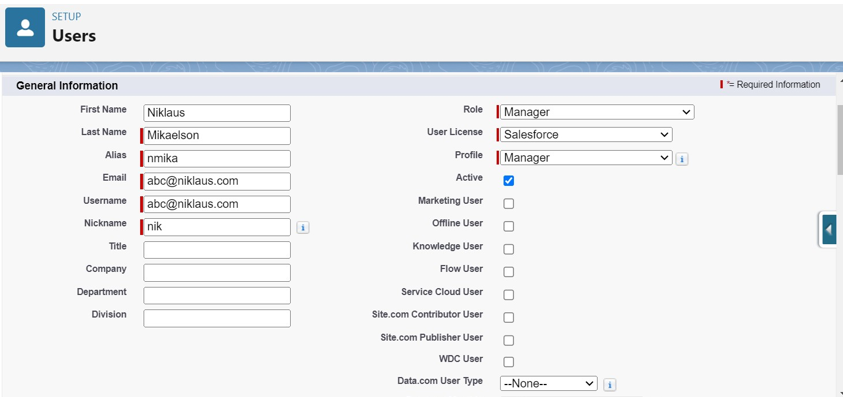 SETUP
Users
General Information
*= Required Information
First Name Niklaus
Role Manager
Last Name Mikaelson
User License Salesforce
Alias nmika
Profile Manager
Email abc@niklaus.com
Active
Username abc@niklaus.com
Marketing User
Nickname nik
Offline User
Title
Knowledge User
Company
Flow User
Department
Service Cloud User
Division
Site.com Contributor User
Site.com Publisher User
WDC User
Data.com User Type --None--